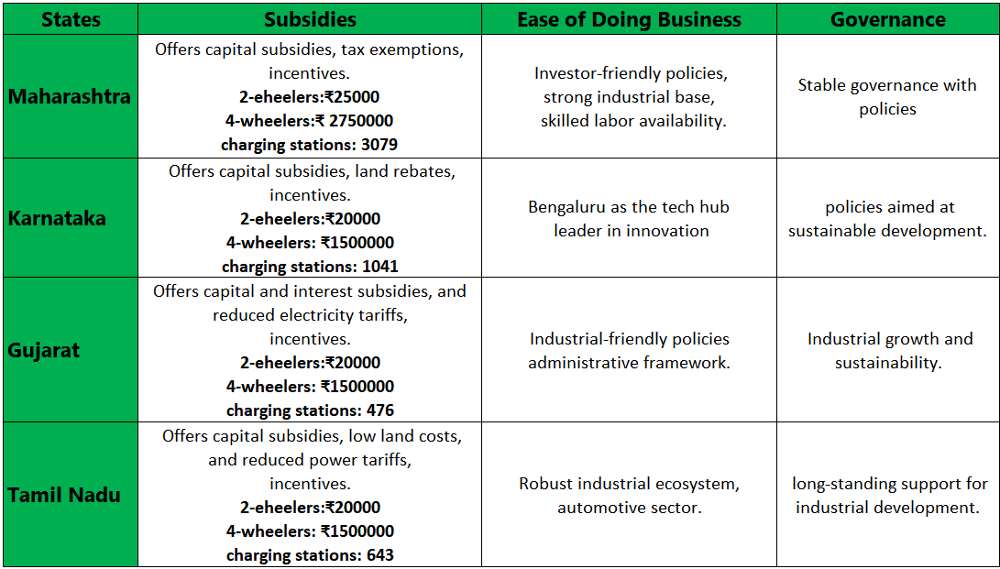 States Subsidies Ease of Doing Business Governance
Maharashtra
Offers capital subsidies, tax exemptions,
incentives.
2-eheelers:₹25000
4-wheelers:₹ 2750000
charging stations: 3079
Investor-friendly policies,
strong industrial base,
skilled labor availability.
Stable governance with
policies
Karnataka
Offers capital subsidies, land rebates,
incentives.
2-eheelers:₹20000
4-wheelers: ₹1500000
charging stations: 1041
Bengaluru as the tech hub
leader in innovation
policies aimed at
sustainable development.
Gujarat
Offers capital and interest subsidies, and
reduced electricity tariffs,
incentives.
2-eheelers:₹20000
4-wheelers: ₹1500000
charging stations: 476
Industrial-friendly policies
administrative framework.
Industrial growth and
sustainability.
Tamil Nadu
Offers capital subsidies, low land costs,
and reduced power tariffs,
incentives.
2-eheelers:₹20000
4-wheelers: ₹1500000
charging stations: 643
Robust industrial ecosystem,
automotive sector.
long-standing support for
industrial development.